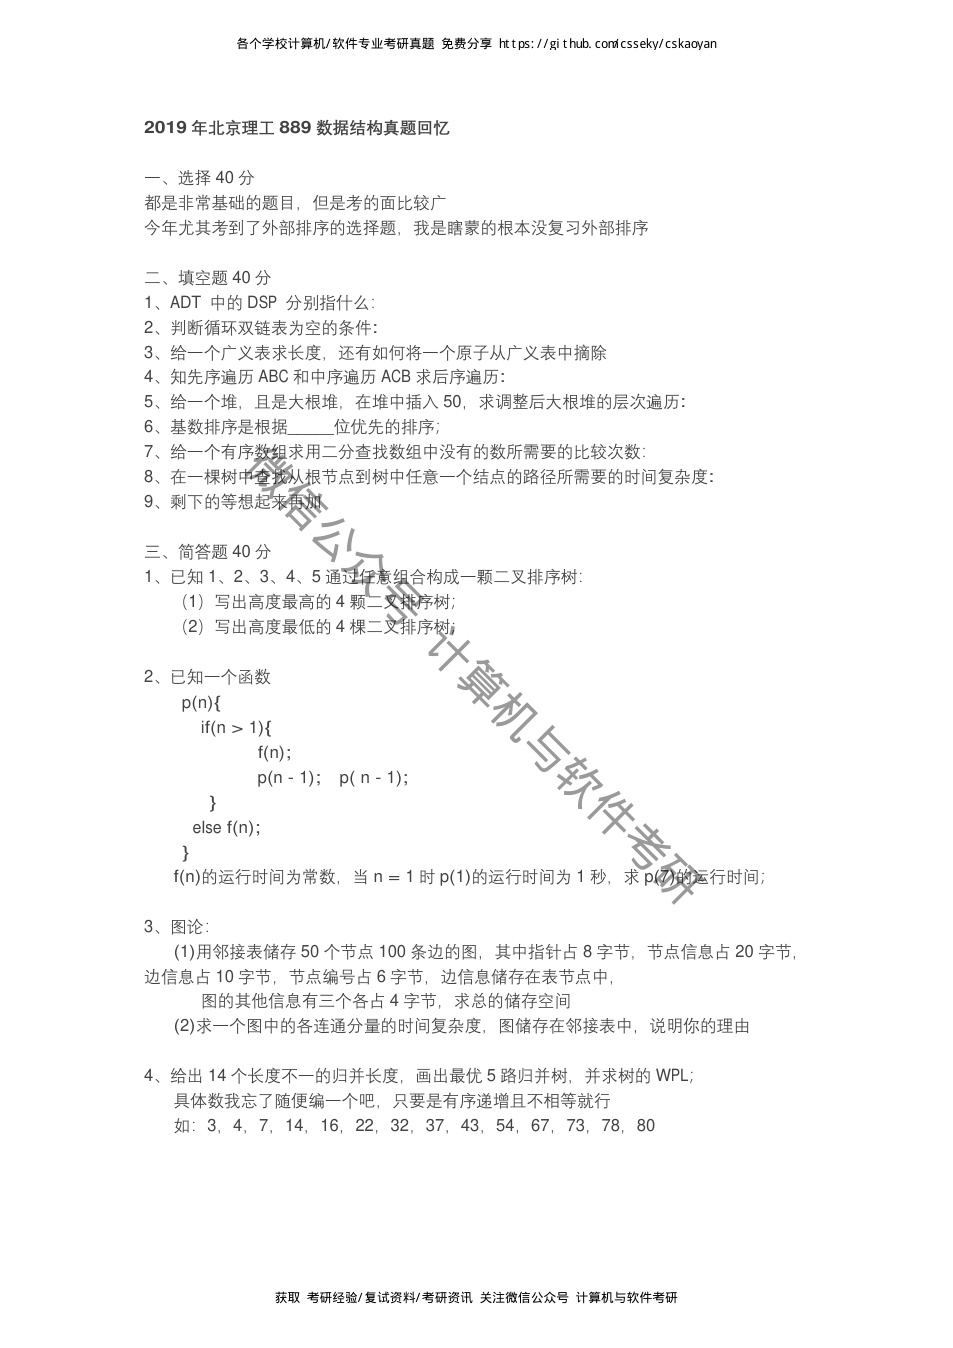 各个学校计算机/软件专业考研真题 免费分享 https://github.com/csseky/cskaoyan
2019 年北京理工 889 数据结构真题回忆
一、选择 40 分
都是非常基础的题目，但是考的面比较广
今年尤其考到了外部排序的选择题，我是瞎蒙的根本没复习外部排序
二、填空题 40 分
1、ADT 中的 DSP 分别指什么：
2、判断循环双链表为空的条件：
3、给一个广义表求长度，还有如何将一个原子从广义表中摘除
4、知先序遍历 ABC 和中序遍历 ACB 求后序遍历：
5、给一个堆，且是大根堆，在堆中插入 50，求调整后大根堆的层次遍历：
6、基数排序是根据_____位优先的排序；
7、给一个有序数组求用二分查找数组中没有的数所需要的比较次数：
8、在一棵树中查找从根节点到树中任意一个结点的路径所需要的时间复杂度：
9、剩下的等想起来再加
三、简答题 40 分
1、已知 1、2、3、4、5 通过任意组合构成一颗二叉排序树：
（1）写出高度最高的 4 颗二叉排序树；
（2）写出高度最低的 4 棵二叉排序树；
2、已知一个函数
p(n){
if(n > 1){
f(n)；
p(n - 1)； p( n - 1)；
}
else f(n)；
}
f(n)的运行时间为常数，当 n = 1 时 p(1)的运行时间为 1 秒，求 p(7)的运行时间；
3、图论：
(1)用邻接表储存 50 个节点 100 条边的图，其中指针占 8 字节，节点信息占 20 字节，
边信息占 10 字节，节点编号占 6 字节，边信息储存在表节点中，
图的其他信息有三个各占 4 字节，求总的储存空间
(2)求一个图中的各连通分量的时间复杂度，图储存在邻接表中，说明你的理由
4、给出 14 个长度不一的归并长度，画出最优 5 路归并树，并求树的 WPL；
具体数我忘了随便编一个吧，只要是有序递增且不相等就行
如：3，4，7，14，16，22，32，37，43，54，67，73，78，80
微信公众号 计算机与软件考研
获取 考研经验/复试资料/考研资讯 关注微信公众号 计算机与软件考研